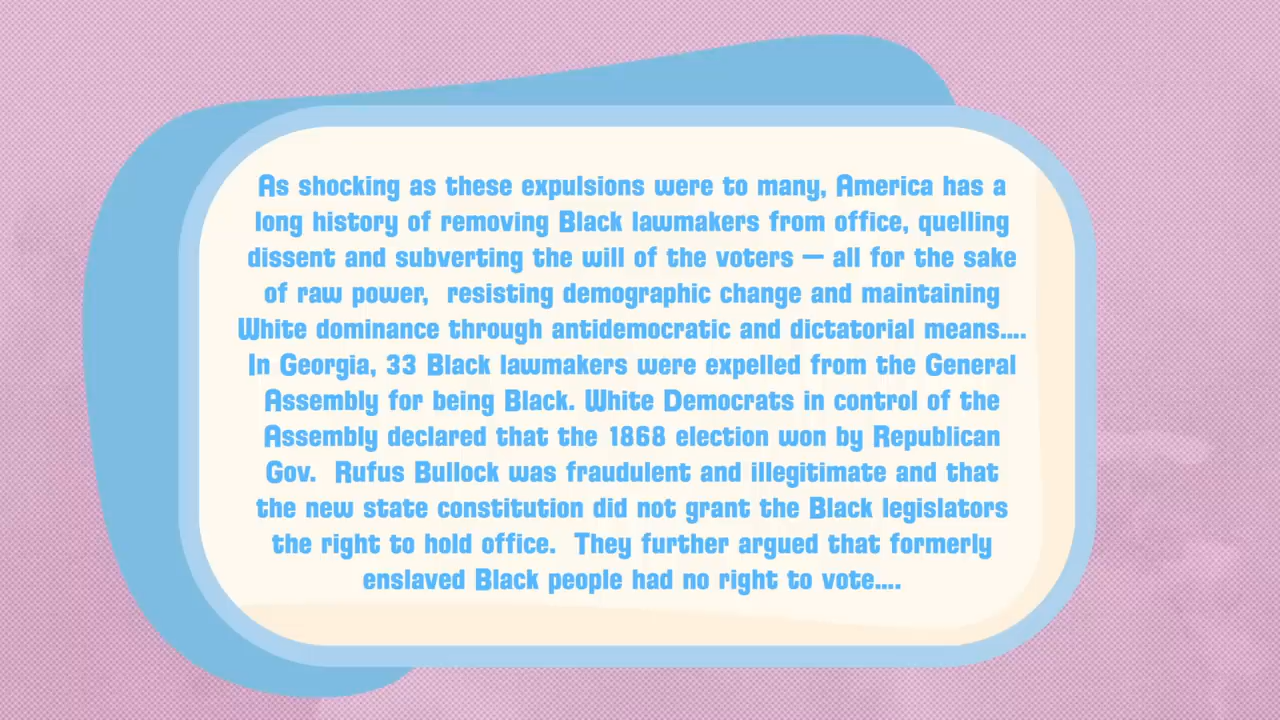 As shocking as these expulsions were to many, America has a
long history of removing Black lawmakers from office, quelling
dissent and subverting the will of the voters — all for the sake
of raw power,  resisting demographic change and maintaining
White dominance through antidemocratic and dictatorial means....
In Georgia, 33 Black lawmakers were expelled from the General
Assembly for being Black. White Democrats in control of the
Assembly declared that the 1868 election won by Republican
Gov.  Rufus Bullock was fraudulent and illegitimate and that
the new state constitution did not grant the Black legislators
the right to hold office.  They further argued that formerly
enslaved Black people had no right to vote....